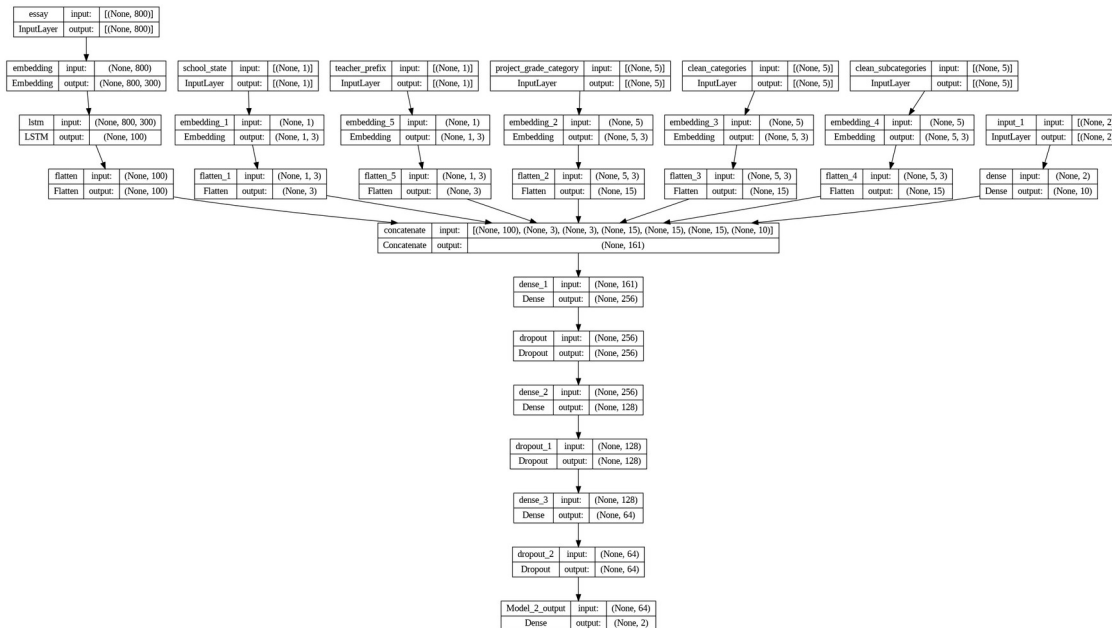 essay input: [(None, 800)]
InputLayer output: [(None, 800)]
embedding input: (None, 800)
Embedding output: (None, 800, 300)
school_state input: [(None, 1)]
InputLayer output: [(None, 1)]
teacher_prefix input: [(None, 1)]
InputLayer output: [(None, 1)]
project_grade_category input: [(None, 5)]
InputLayer output: [(None, 5)]
clean_categories input: [(None, 5)]
InputLayer output: [(None, 5)]
clean_subcategories input: [(None, 5)]
InputLayer output: [(None, 5)]
lstm input: (None, 800, 300)
LSTM output: (None, 100)
embedding_1 input: (None, 1)
Embedding output: (None, 1, 3)
embedding_5 input: (None, 1)
Embedding output: (None, 1, 3)
embedding_2 input: (None, 5)
Embedding output: (None, 5, 3)
embedding_3 input: (None, 5)
Embedding output: (None, 5, 3)
embedding_4 input: (None, 5)
Embedding output: (None, 5, 3)
input_1 input: [(None, 2
InputLayer output: [(None, 2
flatten input: (None, 100)
Flatten output: (None, 100)
flatten_1 input: (None, 1, 3)
Flatten output: (None, 3)
flatten_5 input: (None, 1, 3)
Flatten output: (None, 3)
flatten_2 input: (None, 5, 3)
Flatten output: (None, 15)
flatten_3 input: (None, 5, 3)
Flatten output: (None, 15)
flatten_4 input: (None, 5, 3)
Flatten output: (None, 15)
dense input: (None, 2)
Dense output: (None, 10)
concatenate input: [(None, 100), (None, 3), (None, 3), (None, 15), (None, 15), (None, 15), (None, 10)]
Concatenate output: (None, 161)
dense_1 input: (None, 161)
Dense output: (None, 256)
dropout input: (None, 256)
Dropout output: (None, 256)
dense_2 input: (None, 256)
Dense output: (None, 128)
dropout_1 input: (None, 128)
Dropout output: (None, 128)
dense_3 input: (None, 128)
Dense output: (None, 64)
dropout_2 input: (None, 64)
Dropout output: (None, 64)
Model_2_output input: (None, 64)
Dense output: (None, 2)